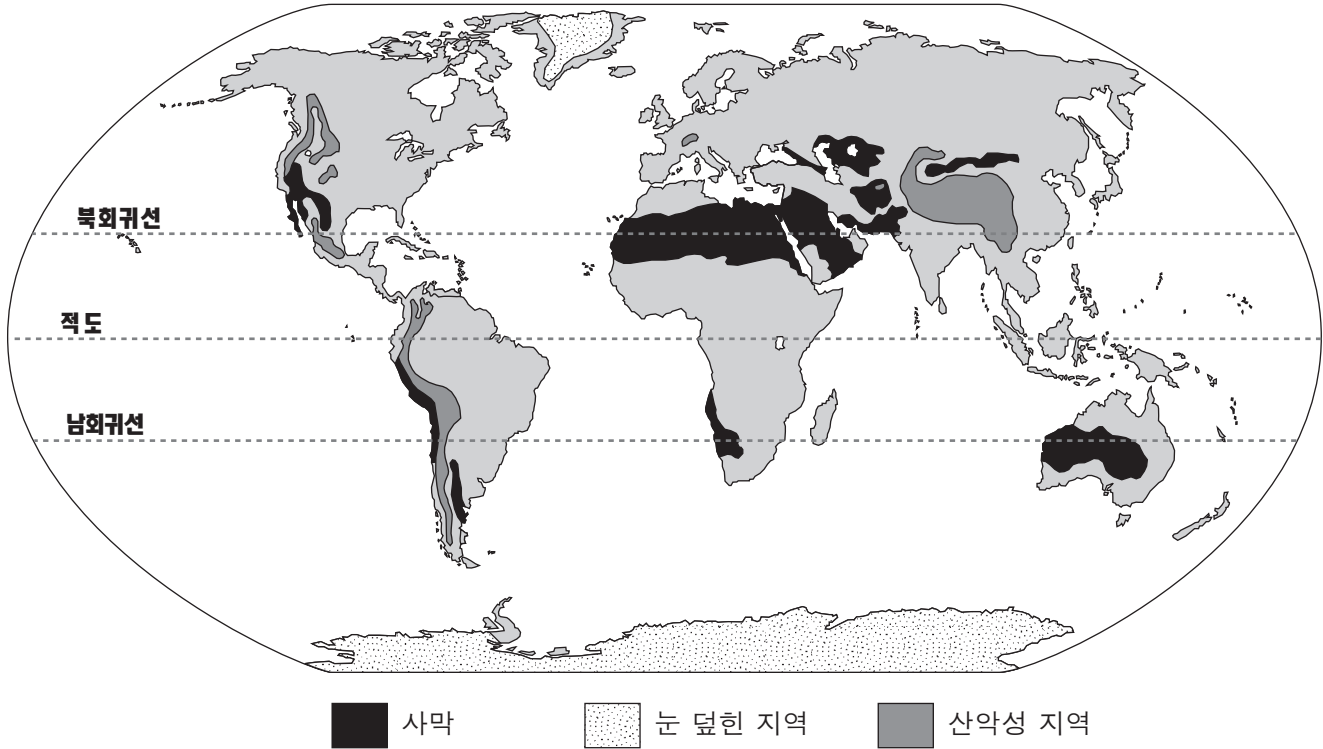 북회귀선
적도
남회귀선
사막
눈 덮힌 지역
산악성 지역